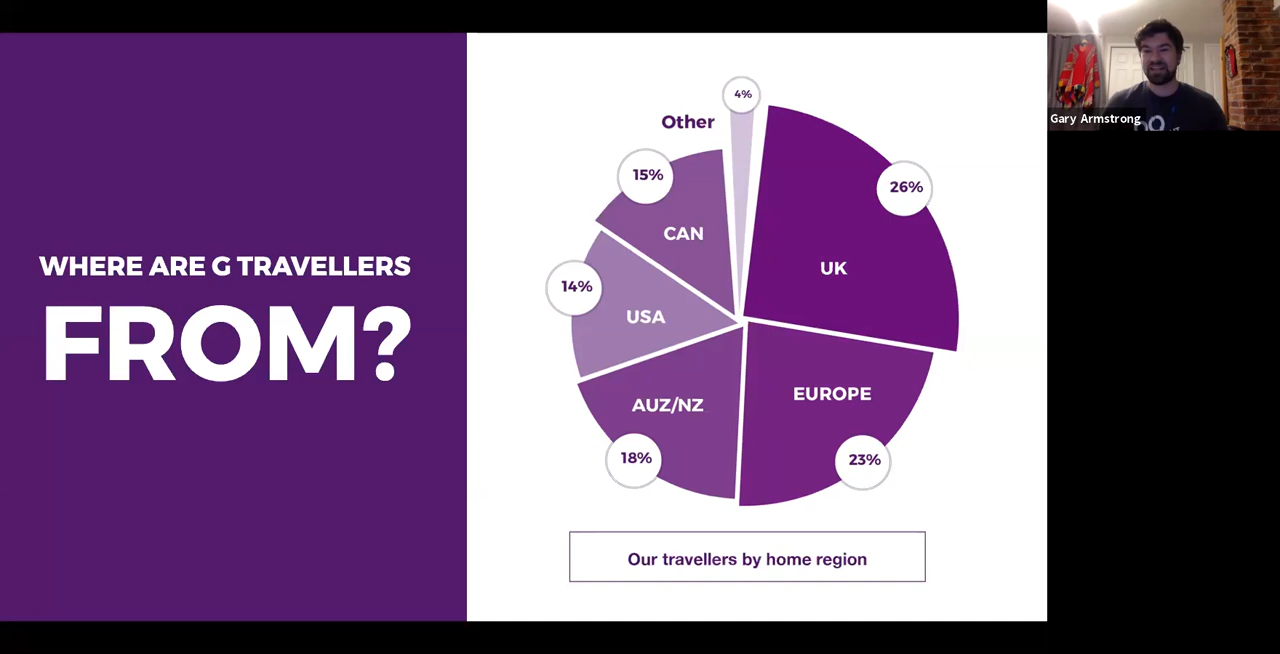 WHERE ARE G TRAVELLERS
FROM?
4%
Other
15%
26%
CAN
UK
14%
USA
EUROPE
AUZ/NZ
18%
23%
Our travellers by home region
Gary Armstrong